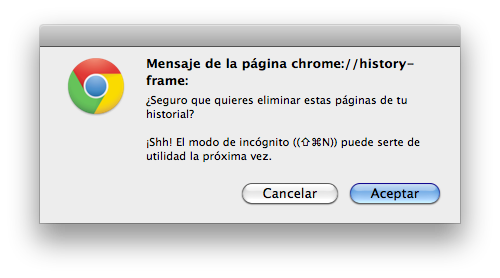 Mensaje de la página chrome://history-
frame:
¿Seguro que quieres eliminar estas páginas de tu
historial?
¡Shh! El modo de incógnito ((⇧⌘N)) puede serte de
utilidad la próxima vez.
Cancelar
Aceptar